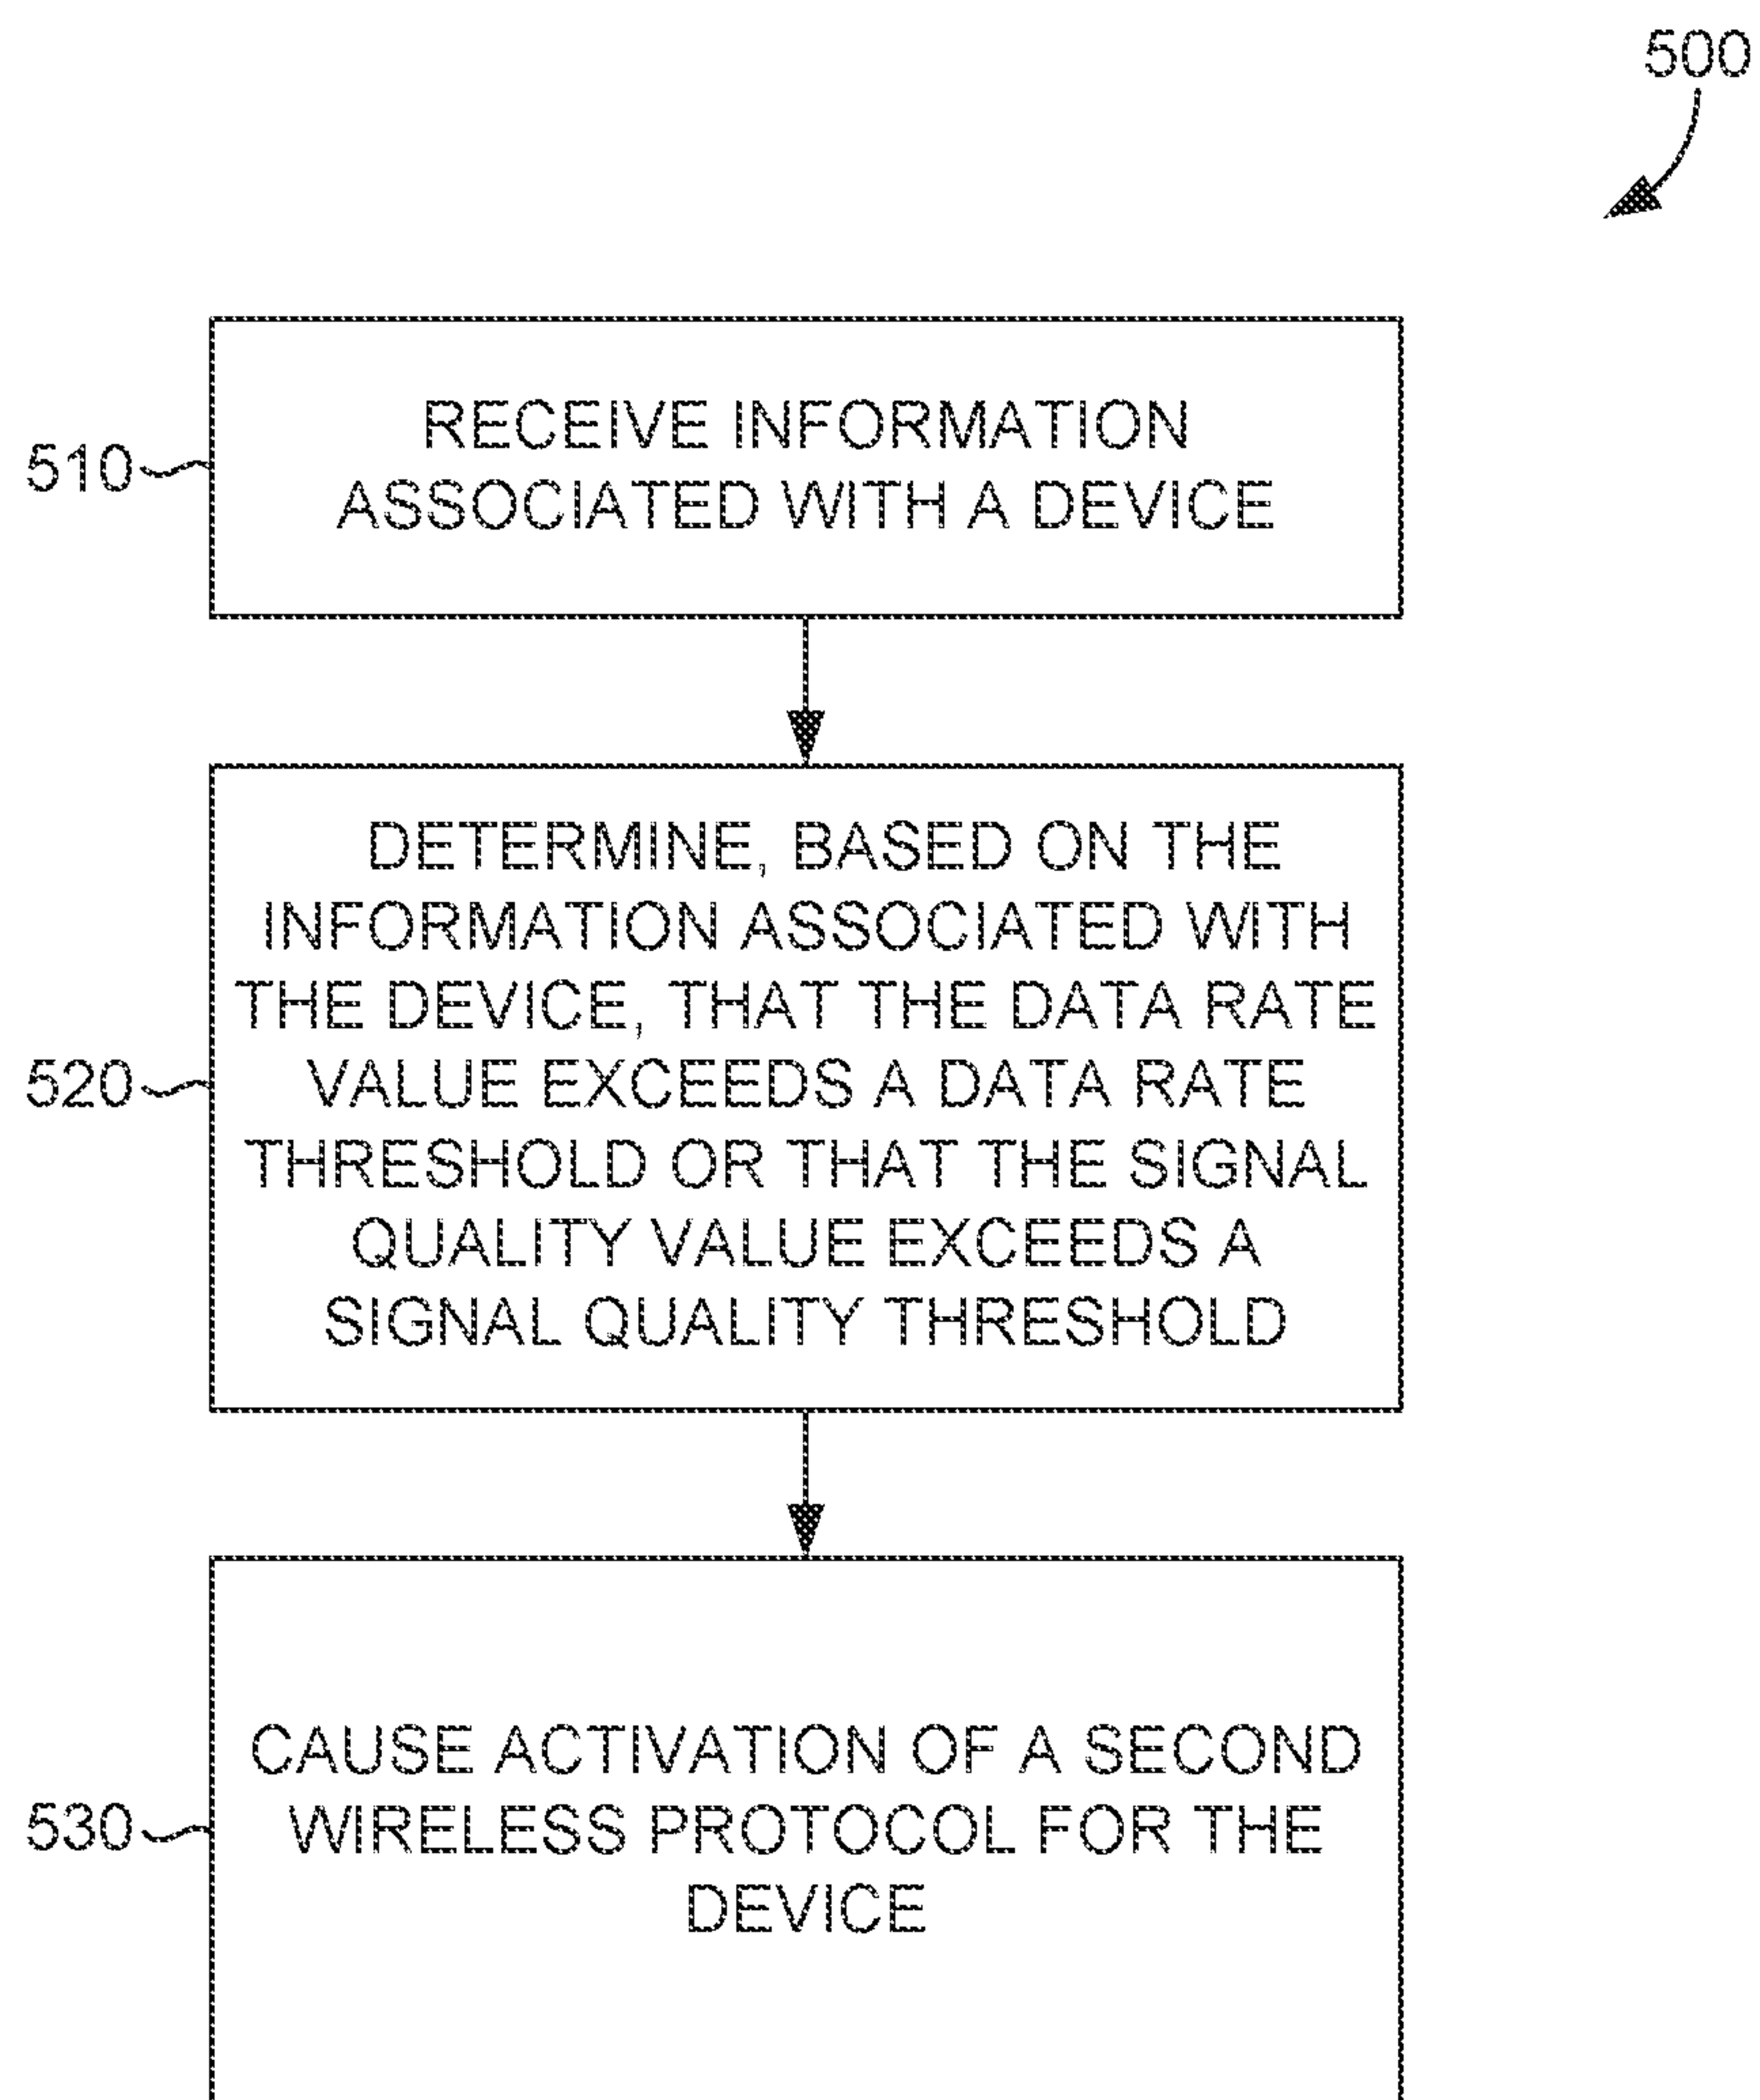 500
510
RECEIVE INFORMATION
ASSOCIATED WITH A DEVICE
520
DETERMINE, BASED ON THE
INFORMATION ASSOCIATED WITH
THE DEVICE, THAT THE DATA RATE
VALUE EXCEEDS A DATA RATE
THRESHOLD OR THAT THE SIGNAL
QUALITY VALUE EXCEEDS A
SIGNAL QUALITY THRESHOLD
530
CAUSE ACTIVATION OF A SECOND
WIRELESS PROTOCOL FOR THE
DEVICE